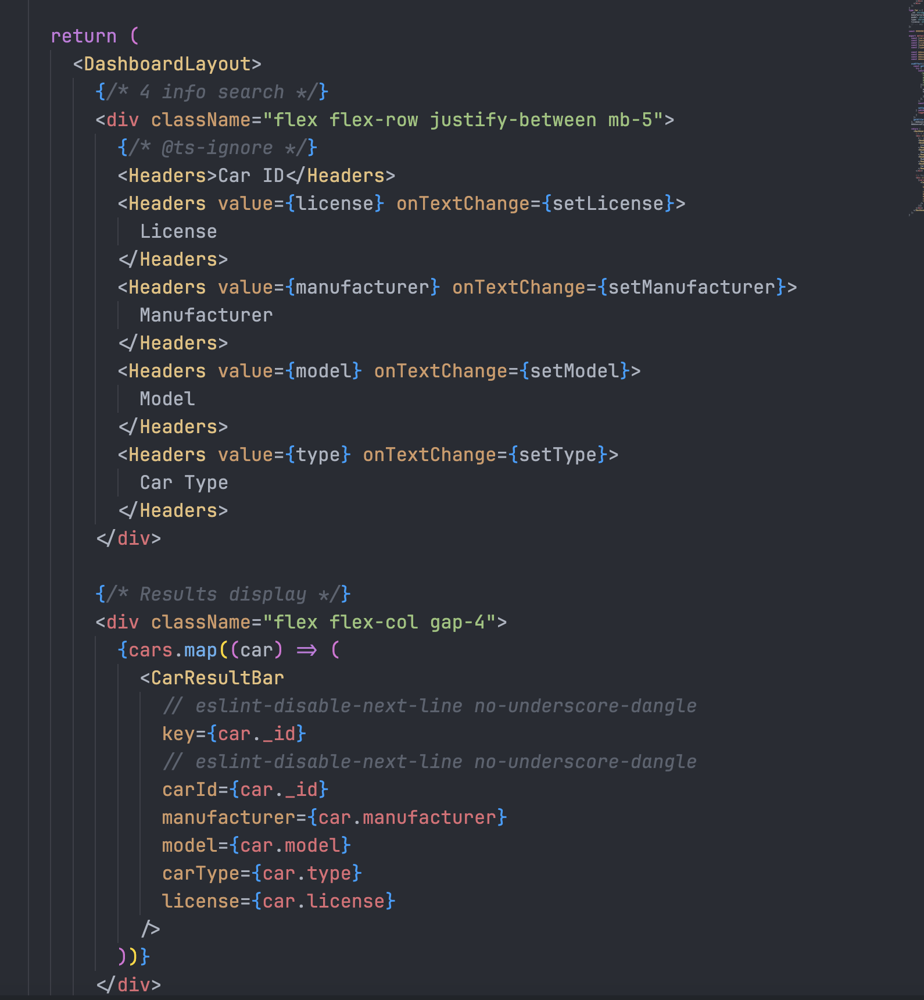 return (
<DashboardLayout>
{/* 4 info search */}
<div className="flex flex-row justify-between mb-5">
{/* @ts-ignore */}
<Headers>Car ID</Headers>
<Headers value={license} onTextChange={setLicense}>
License
</Headers>
<Headers value={manufacturer} onTextChange={setManufacturer}>
Manufacturer
</Headers>
<Headers value={model} onTextChange={setModel}>
Model
</Headers>
<Headers value={type} onTextChange={setType}>
Car Type
</Headers>
</div>
{/* Results display */}
<div className="flex flex-col gap-4">
{cars.map((car) => (
<CarResultBar
// eslint-disable-next-line no-underscore-dangle
key={car._id}
// eslint-disable-next-line no-underscore-dangle
carId={car._id}
manufacturer={car.manufacturer}
model={car.model}
carType={car.type}
license={car.license}
/>
))}
</div>